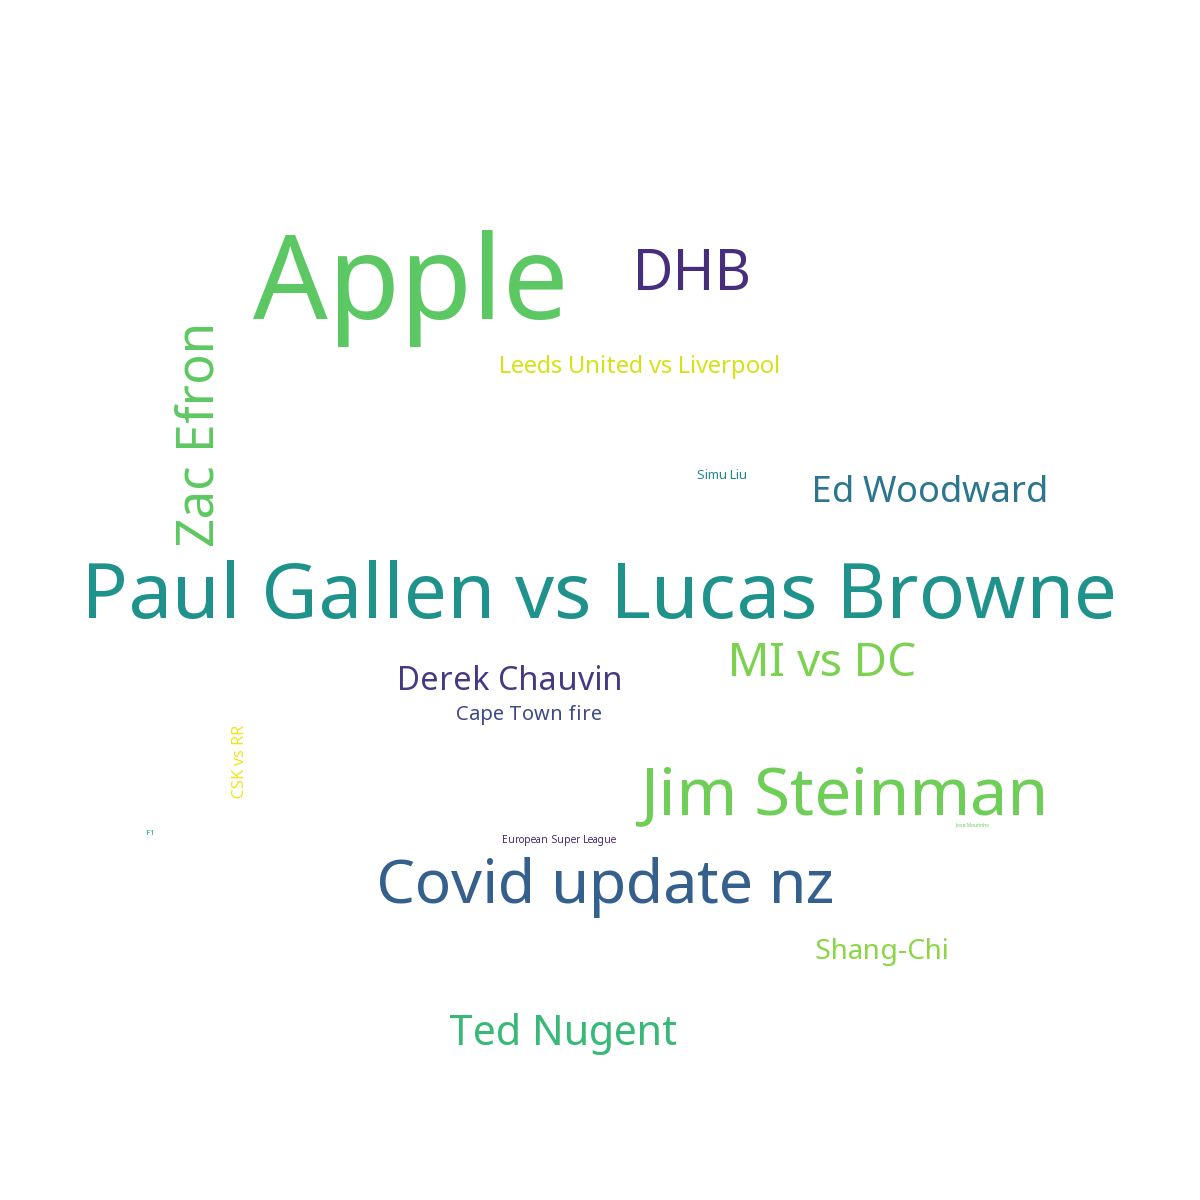 Apple
DHB
Zac Efron
Leeds United vs Liverpool
Simu Liu
Ed Woodward
Paul Gallen vs Lucas Browne
MI vs DC
Derek Chauvin
Cape Town fire
CSK vs RR
Jim Steinman
Jose Mourinho
F1
European Super League
Covid update nz
Shang-Chi
Ted Nugent